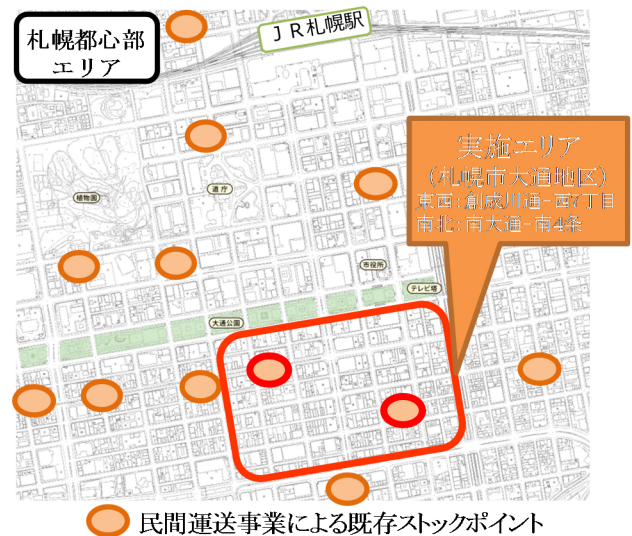 札幌都心部
エリア
ＪＲ札幌駅
実施エリア
（札幌市大通地区）
東西：創成川通－西7丁目
南北：南大通－南4条
植物園
道庁
市役所
テレビ塔
大通公園
民間運送事業による既存ストックポイント